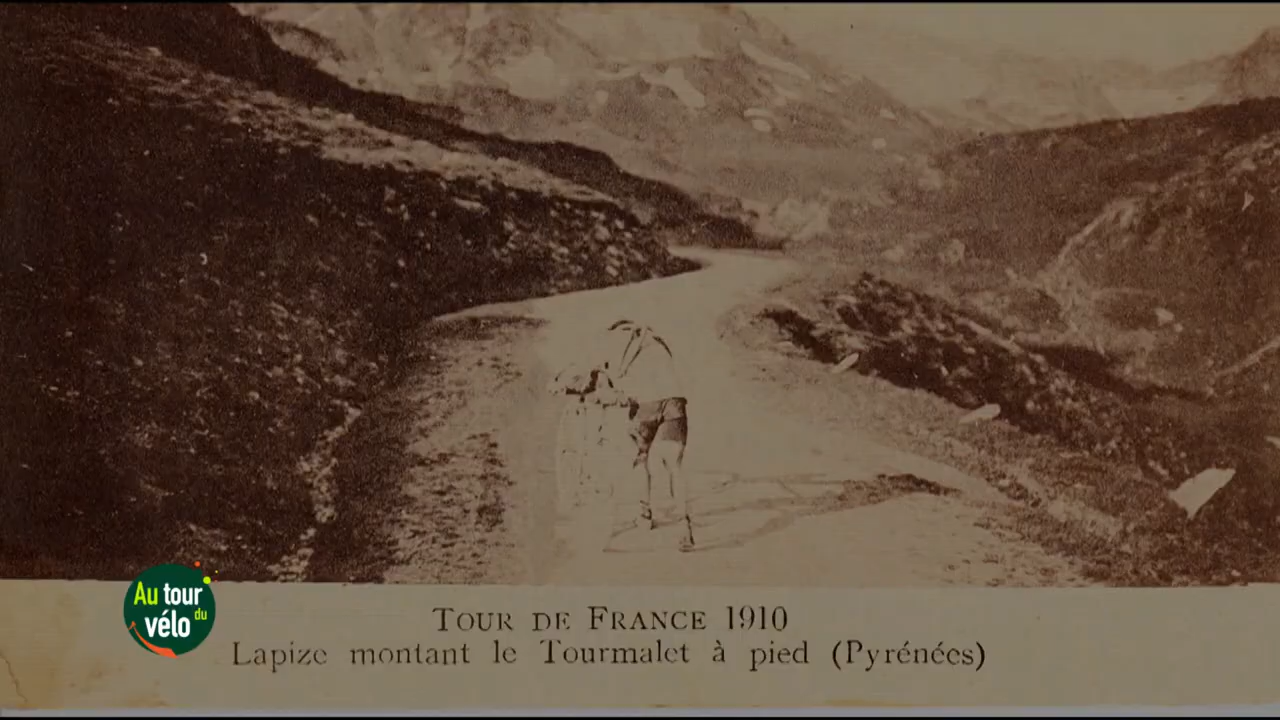 Au tour
du
vélo
TOUR DE FRANCE 1910
Lapize montant le Tourmalet à pied (Pyrénées)